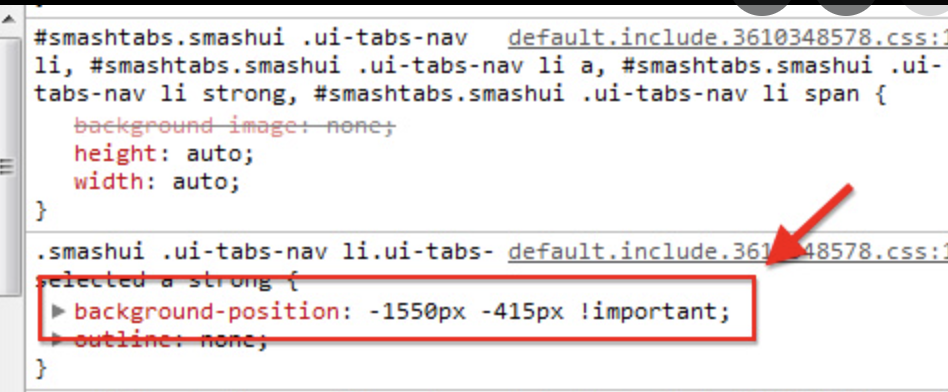 #smashtabs.smashui .ui-tabs-nav default.include.3610348578.css:1
li, #smashtabs.smashui .ui-tabs-nav li a, #smashtabs.smashui .ui-
tabs-nav li strong, #smashtabs.smashui .ui-tabs-nav li span {
background-image: none;
height: auto;
width: auto;
}
.smashui .ui-tabs-nav li.ui-tabs- default.include.3610348578.css:1
selected a strong {
background-position: -1550px -415px !important;
outline: none;
}